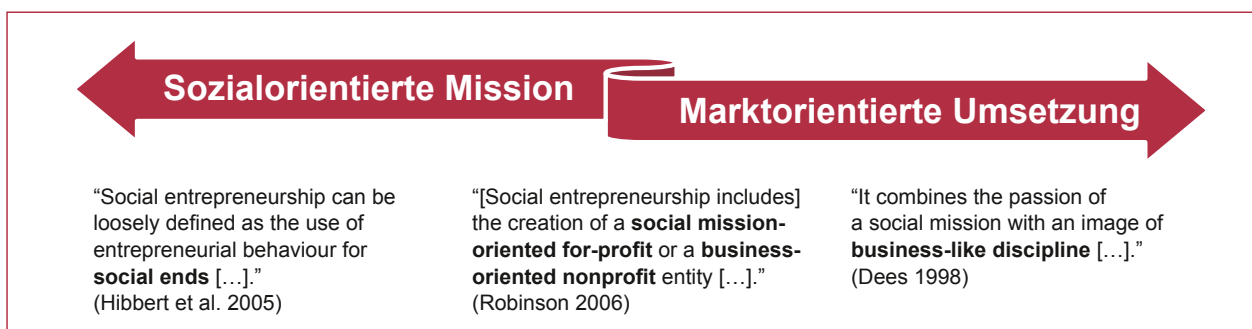 Sozialorientierte Mission
Marktorientierte Umsetzung
“Social entrepreneurship can be
loosely defined as the use of
entrepreneurial behaviour for
social ends […].”
(Hibbert et al. 2005)
“[Social entrepreneurship includes]
the creation of a social mission-
oriented for-profit or a business-
oriented nonprofit entity […].”
(Robinson 2006)
“It combines the passion of
a social mission with an image of
business-like discipline […].”
(Dees 1998)